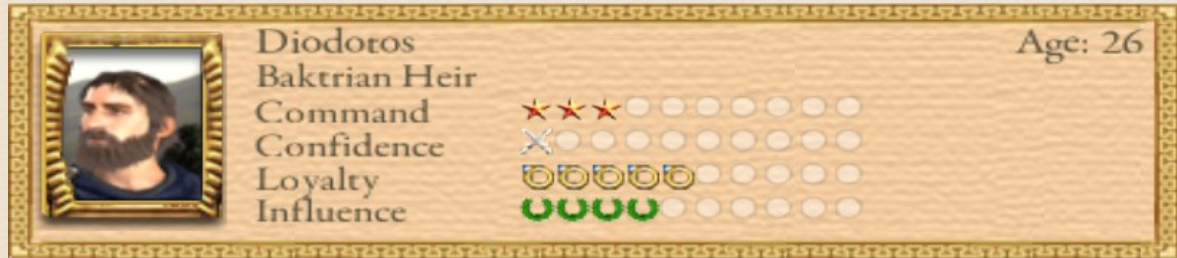 Diodotos
Age: 26
Baktrian Heir
Command
Confidence
Loyalty
Influence